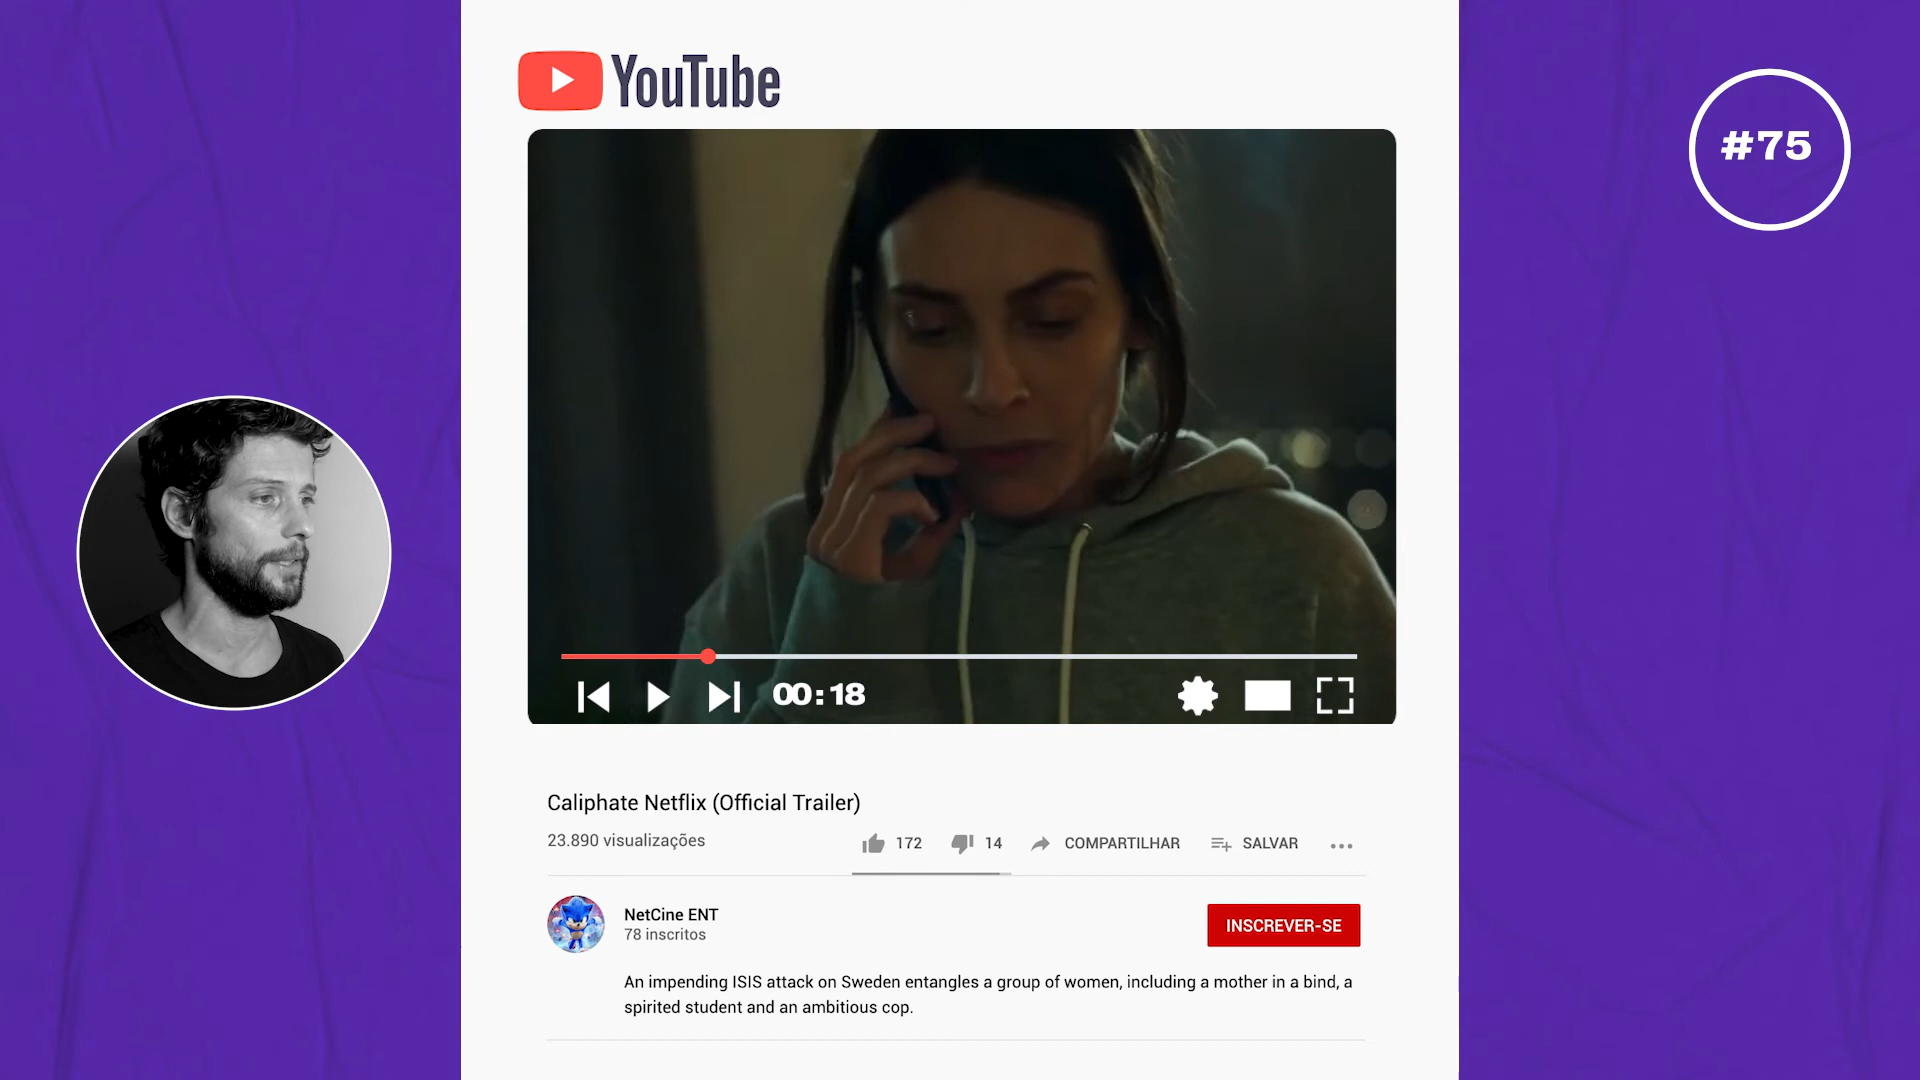 YouTube
#75
00:18
Caliphate Netflix (Official Trailer)
23.890 visualizações
172
14
COMPARTILHAR
SALVAR
NetCine ENT
78 inscritos
INSCREVER-SE
An impending ISIS attack on Sweden entangles a group of women, including a mother in a bind, a
spirited student and an ambitious cop.